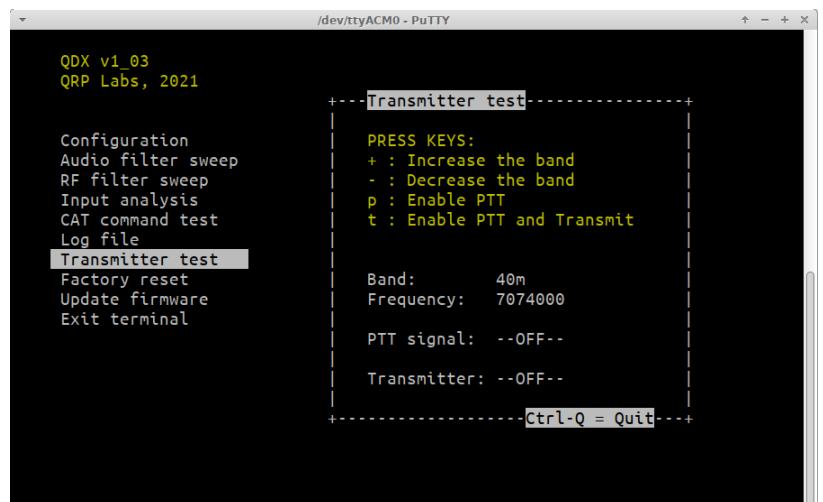 /dev/ttyACM0 - PuTTY
QDX v1_03
QRP Labs, 2021
Configuration
Audio filter sweep
RF filter sweep
Input analysis
CAT command test
Log file
Transmitter test
Factory reset
Update firmware
Exit terminal
Transmitter test
PRESS KEYS:
+ : Increase the band
- : Decrease the band
p : Enable PTT
t : Enable PTT and Transmit
Band: 40m
Frequency: 7074000
PTT signal: --OFF--
Transmitter: --OFF--
Ctrl-Q = Quit